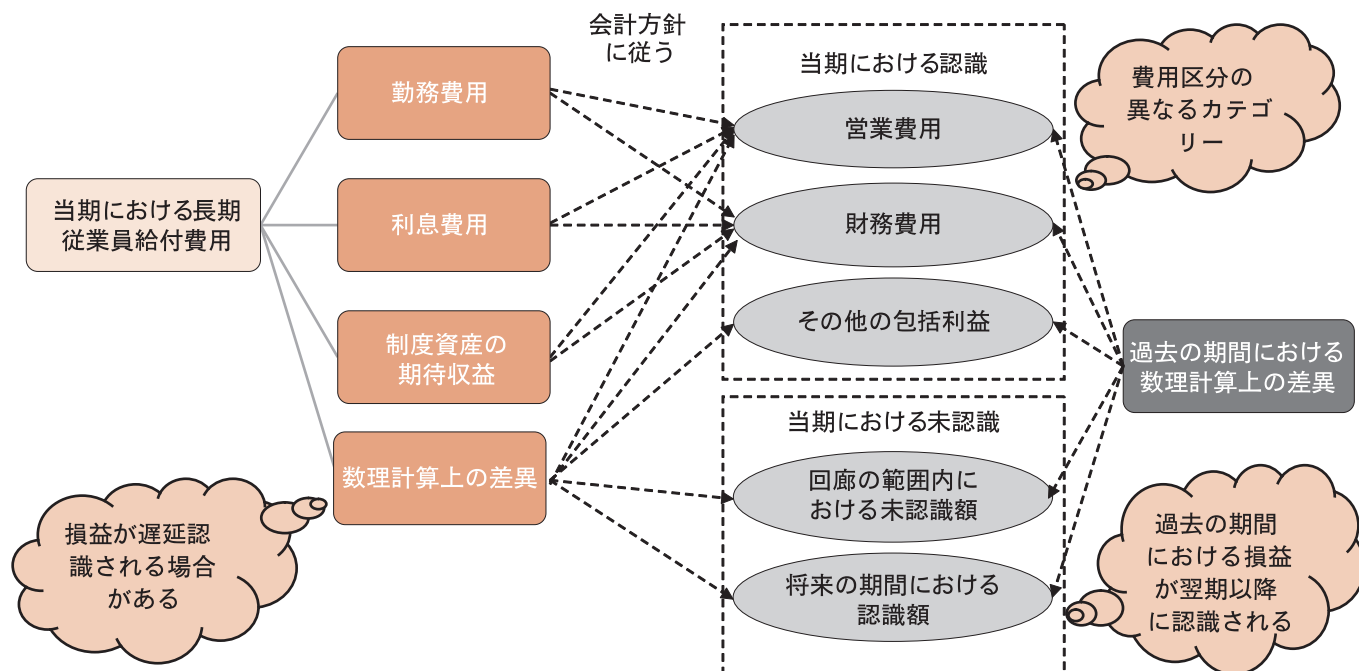 会計方針
に従う
当期における長期
従業員給付費用
勤務費用
利息費用
制度資産の
期待収益
数理計算上の差異
損益が遅延認
識される場合
がある
当期における認識
営業費用
財務費用
その他の包括利益
当期における未認識
回廊の範囲内に
おける未認識額
将来の期間における
認識額
費用区分の
異なるカテゴ
リー
過去の期間における
数理計算上の差異
過去の期間
における損益
が翌期以降
に認識される